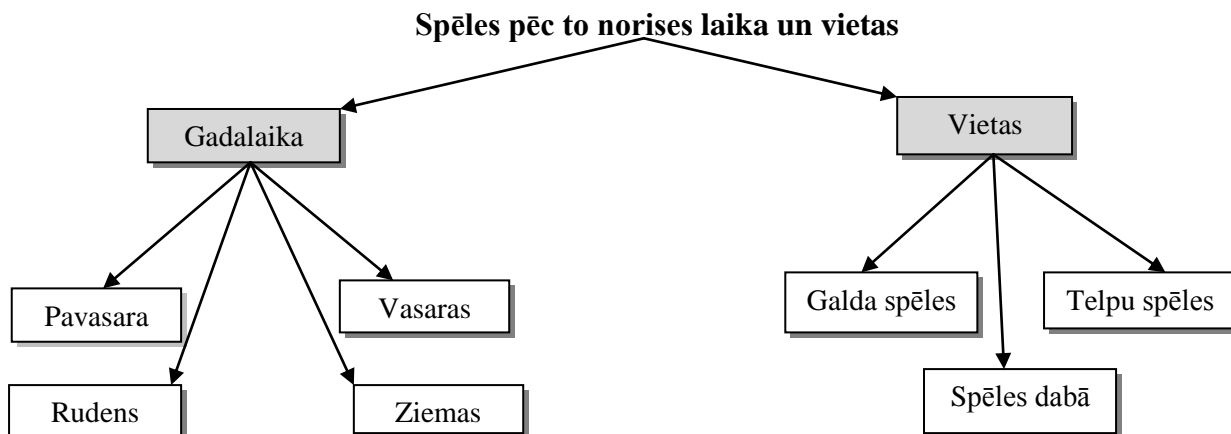 Spēles pēc to norises laika un vietas
Gadalaika
Vietas
Pavasara
Vasaras
Rudens
Ziemas
Galda spēles
Telpu spēles
Spēles dabā